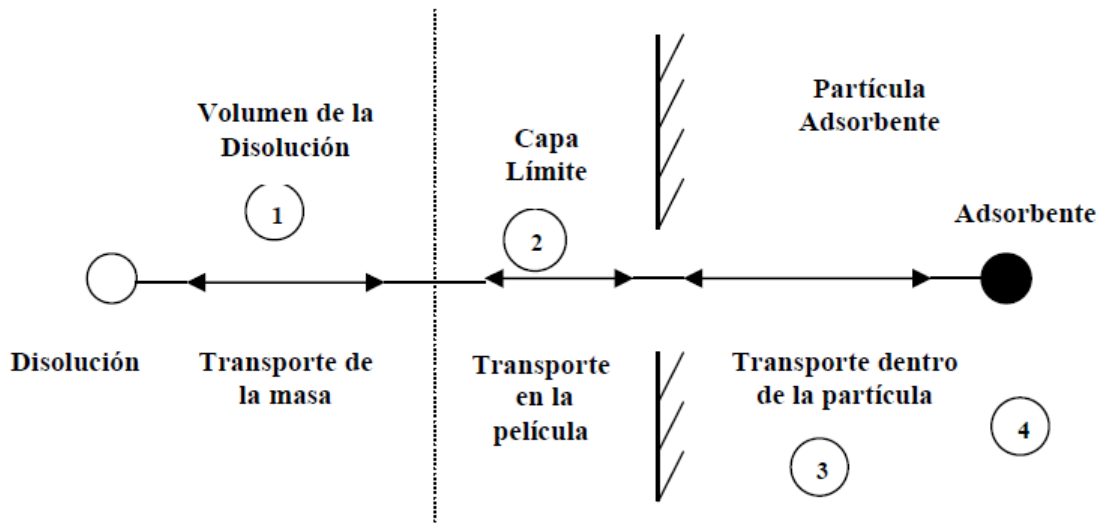 Volumen de la
Disolución
1
Capa
Límite
2
Partícula
Adsorbente
Adsorbente
Disolución
Transporte de
la masa
Transporte
en la
película
Transporte dentro
de la partícula
3
4